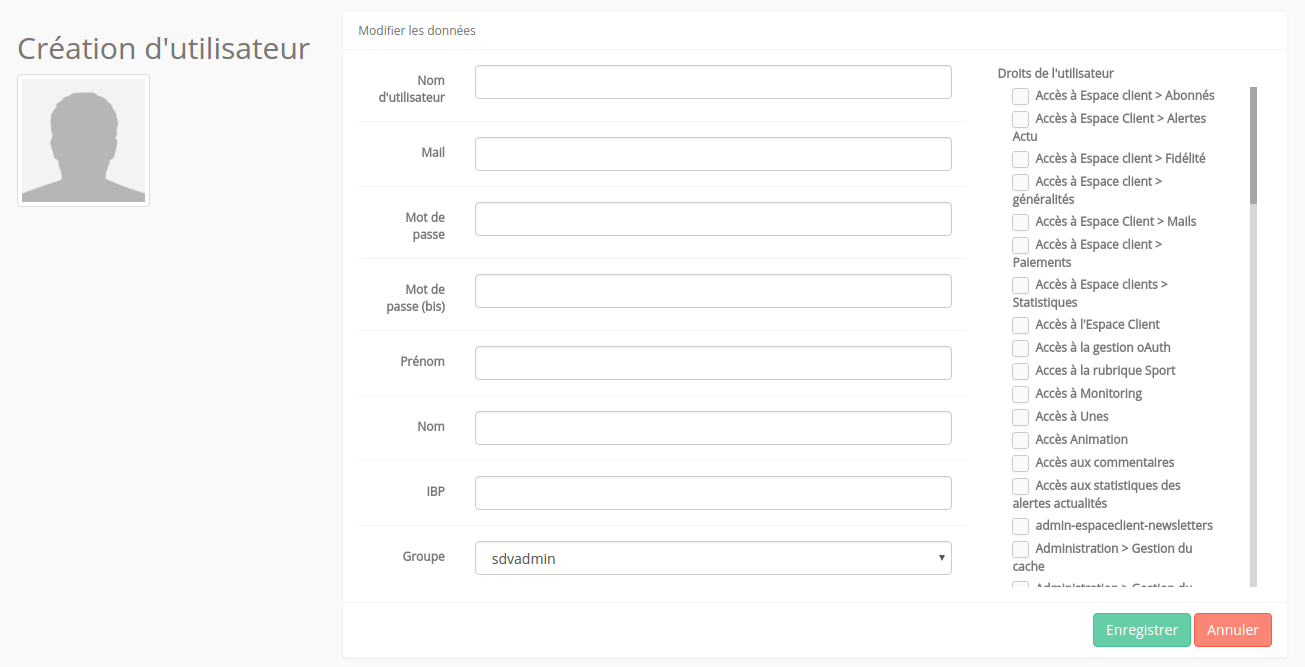 Création d'utilisateur
Modifier les données
Nom
d'utilisateur
Mail
Mot de
passe
Mot de
passe (bis)
Prénom
Nom
IBP
Groupe
sdvadmin
Droits de l'utilisateur
Accès à Espace client > Abonnés
Accès à Espace Client > Alertes
Actu
Accès à Espace client > Fidélité
Accès à Espace client >
généralités
Accès à Espace Client > Mails
Accès à Espace client >
Paiements
Accès à Espace clients >
Statistiques
Accès à l'Espace Client
Accès à la gestion oAuth
Acces à la rubrique Sport
Accès à Monitoring
Accès à Unes
Accès Animation
Accès aux commentaires
Accès aux statistiques des
alertes actualités
admin-espaceclient-newsletters
Administration > Gestion du
cache
Administration > Gestion du
Enregistrer
Annuler